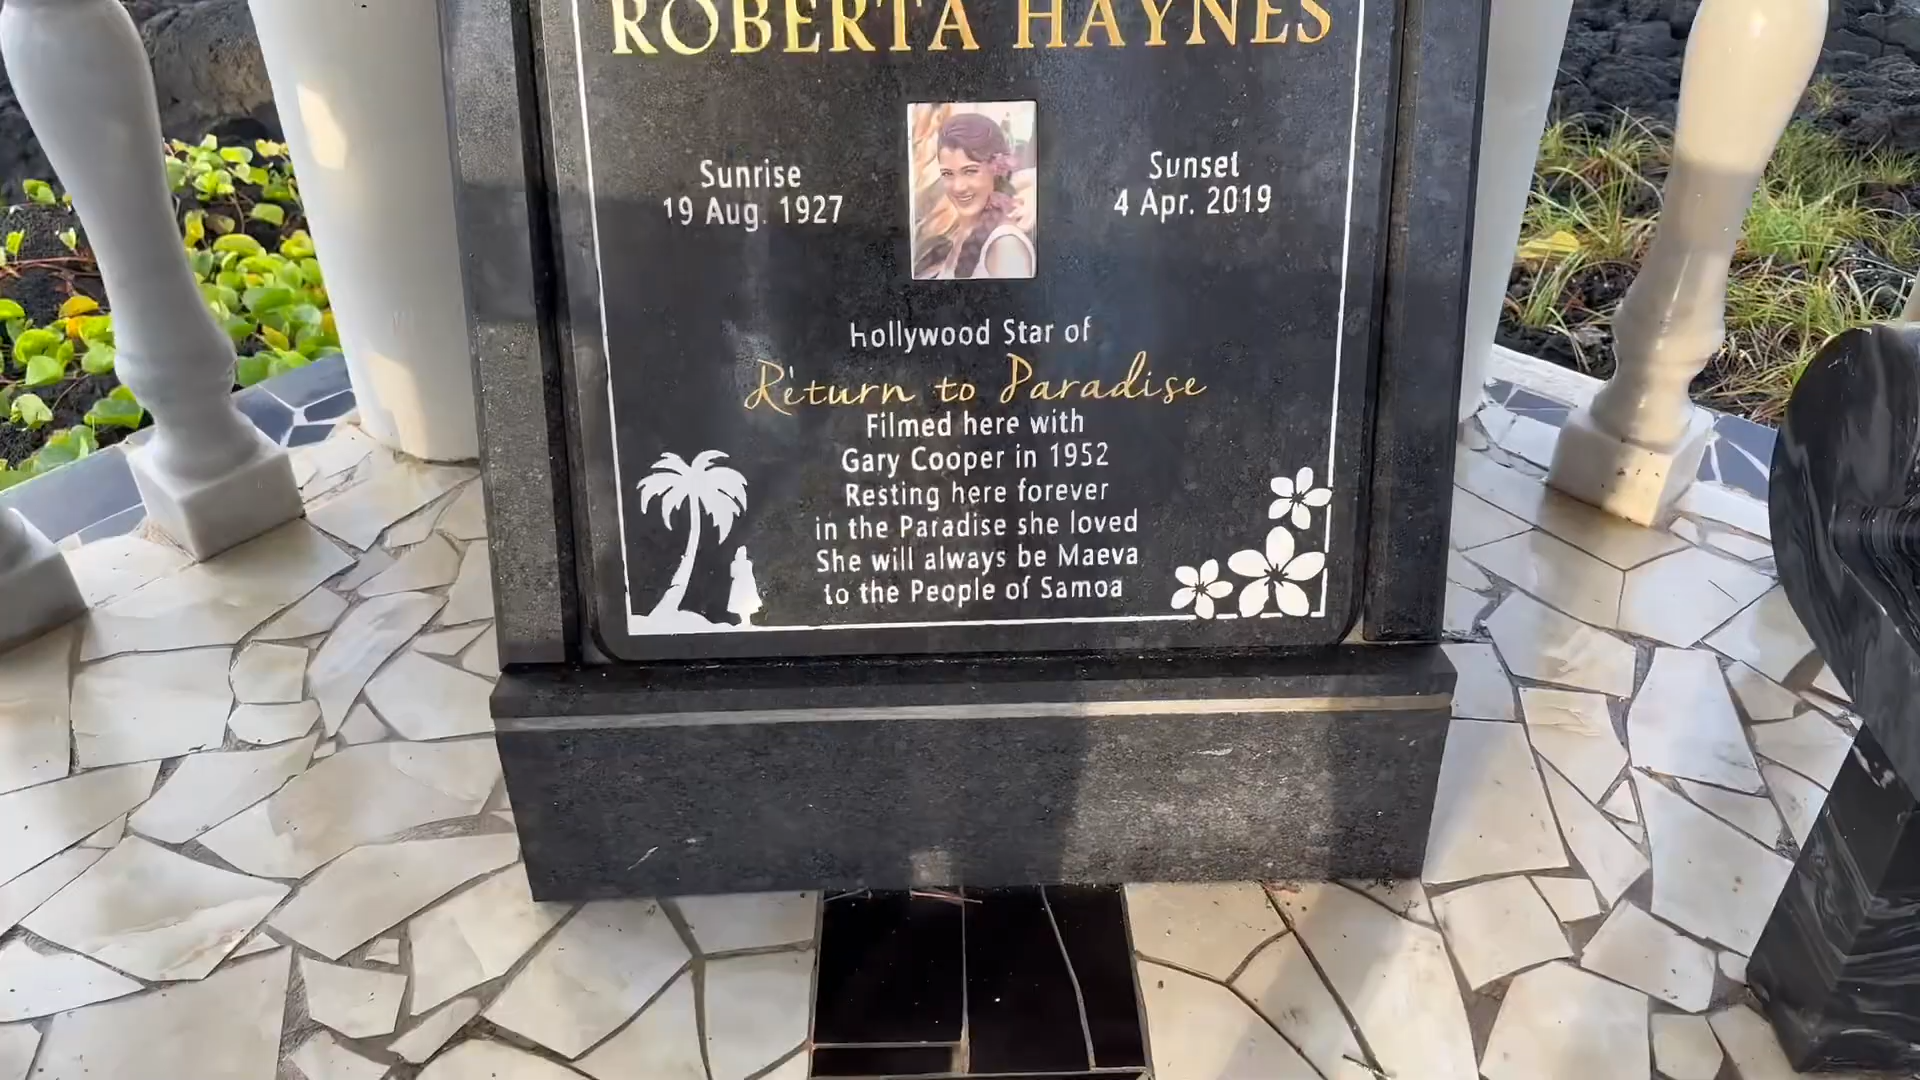 ROBERTA HAYNES
Sunrise
19 Aug. 1927
Sunset
4 Apr. 2019
Hollywood Star of
Return to Paradise
Filmed here with
Gary Cooper in 1952
Resting here forever
in the Paradise she loved
She will always be Maeva
to the People of Samoa